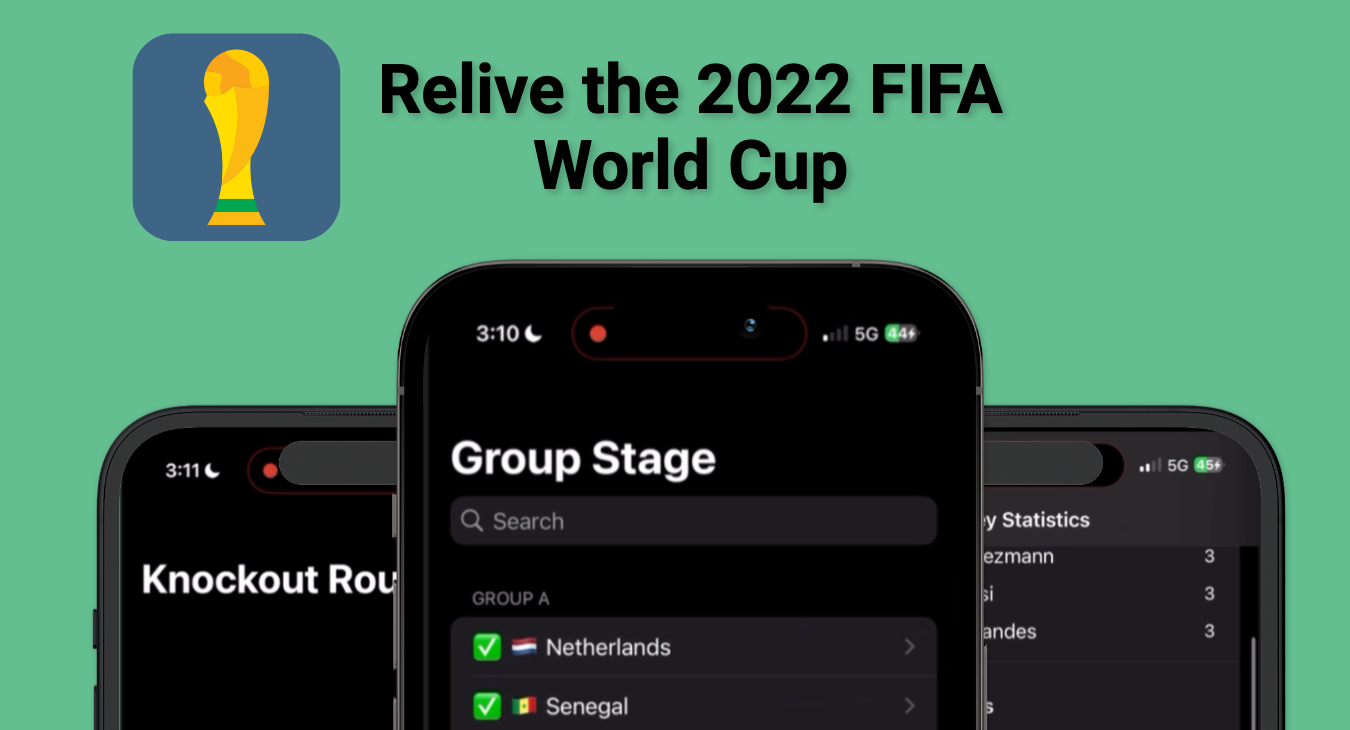 Relive the 2022 FIFA
World Cup
3:10
5G 44
Group Stage
Search
GROUP A
Netherlands
Senegal
3:11
Knockout Rou
5G 45
ey Statistics
ezmann 3
si 3
andes 3
s